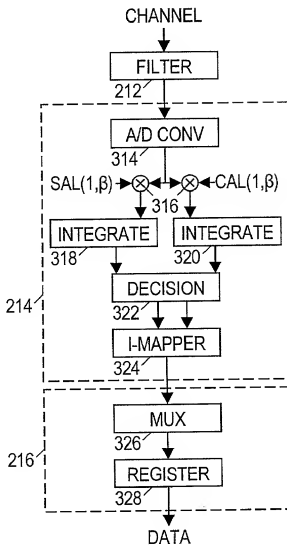 CHANNEL
FILTER
212
A/D CONV
314
SAL(1,β)
316
CAL(1,β)
INTEGRATE
318
INTEGRATE
320
DECISION
322
214
I-MAPPER
324
MUX
326
216
REGISTER
328
DATA